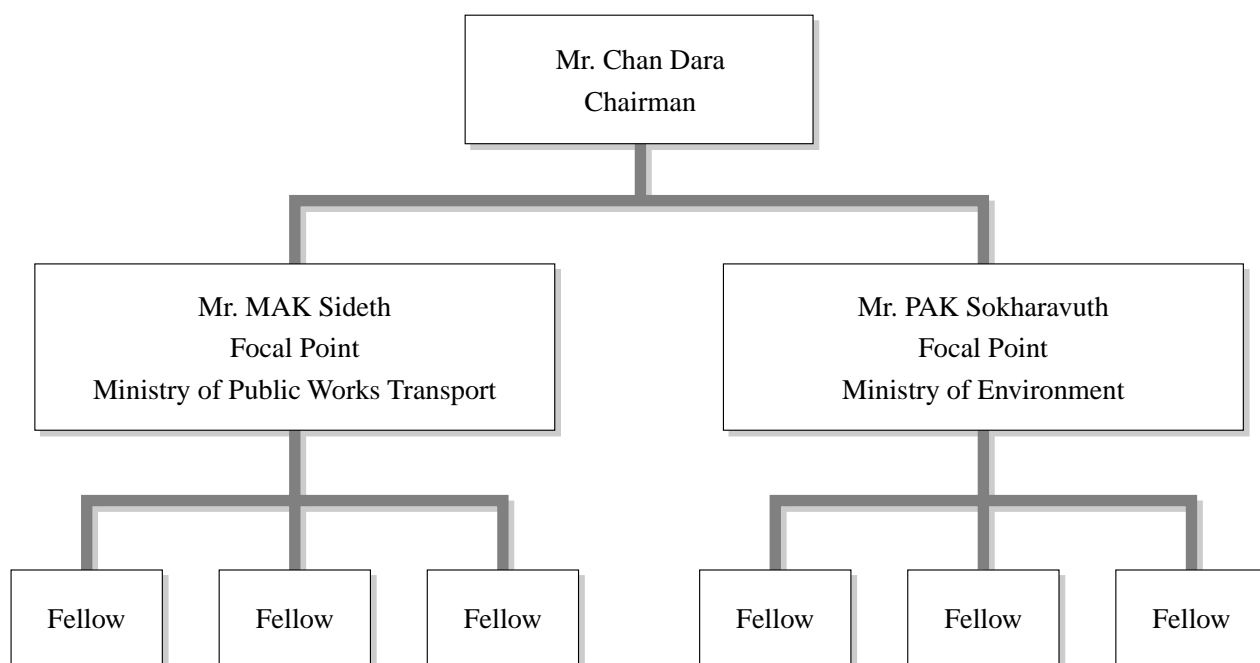 Mr. Chan Dara
Chairman
Mr. MAK Sideth
Focal Point
Ministry of Public Works Transport
Mr. PAK Sokharavuth
Focal Point
Ministry of Environment
Fellow
Fellow
Fellow
Fellow
Fellow
Fellow